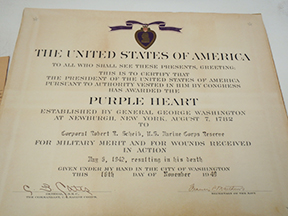 THE UNITED STATES OF AMERICA
TO ALL WHO SHALL SEE THESE PRESENTS, GREETING:
THIS IS TO CERTIFY THAT
THE PRESIDENT OF THE UNITED STATES OF AMERICA
PURSUANT TO AUTHORITY VESTED IN HIM BY CONGRESS
HAS AWARDED THE
PURPLE HEART
ESTABLISHED BY GENERAL GEORGE WASHINGTON
AT NEWBURGH, NEW YORK, AUGUST 7, 1782
TO
Corporal Robert T. U.S. Marine Corps Reserve
FOR MILITARY MERIT AND FOR WOUNDS RECEIVED
IN ACTION
resulting in his death
GIVEN UNDER MY HAND IN THE CITY OF WASHINGTON
THIS DAY OF November